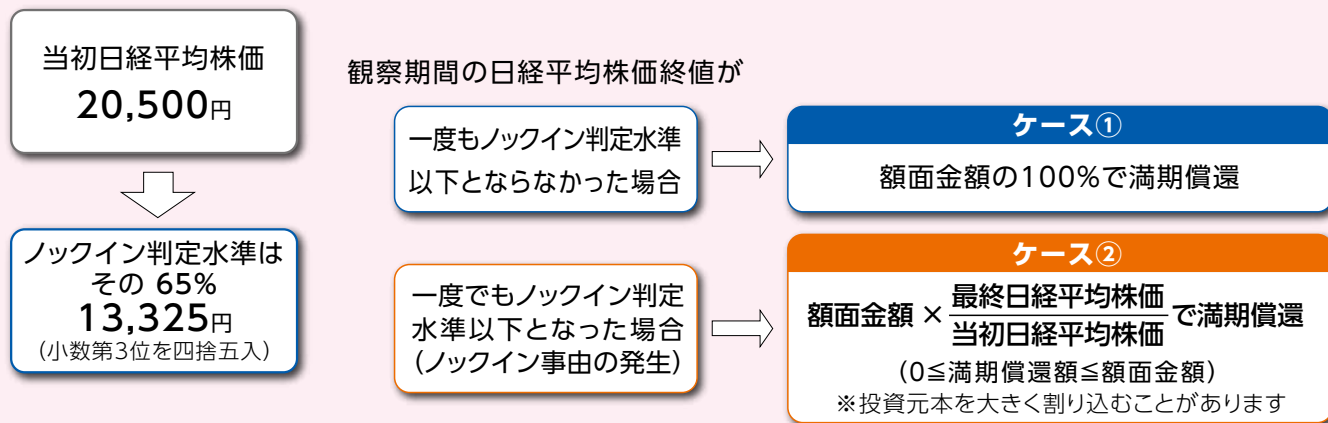 当初日経平均株価
20,500円
ノックイン判定水準は
その 65%
13,325円
(小数第3位を四捨五入)
観察期間の日経平均株価終値が
一度もノックイン判定水準
以下とならなかった場合
ケース①
額面金額の100%で満期償還
一度でもノックイン判定
水準以下となった場合
(ノックイン事由の発生)
ケース②
額面金額 × 最終日経平均株価 / 当初日経平均株価 で満期償還
(0≦満期償還額≦額面金額)
※投資元本を大きく割り込むことがあります